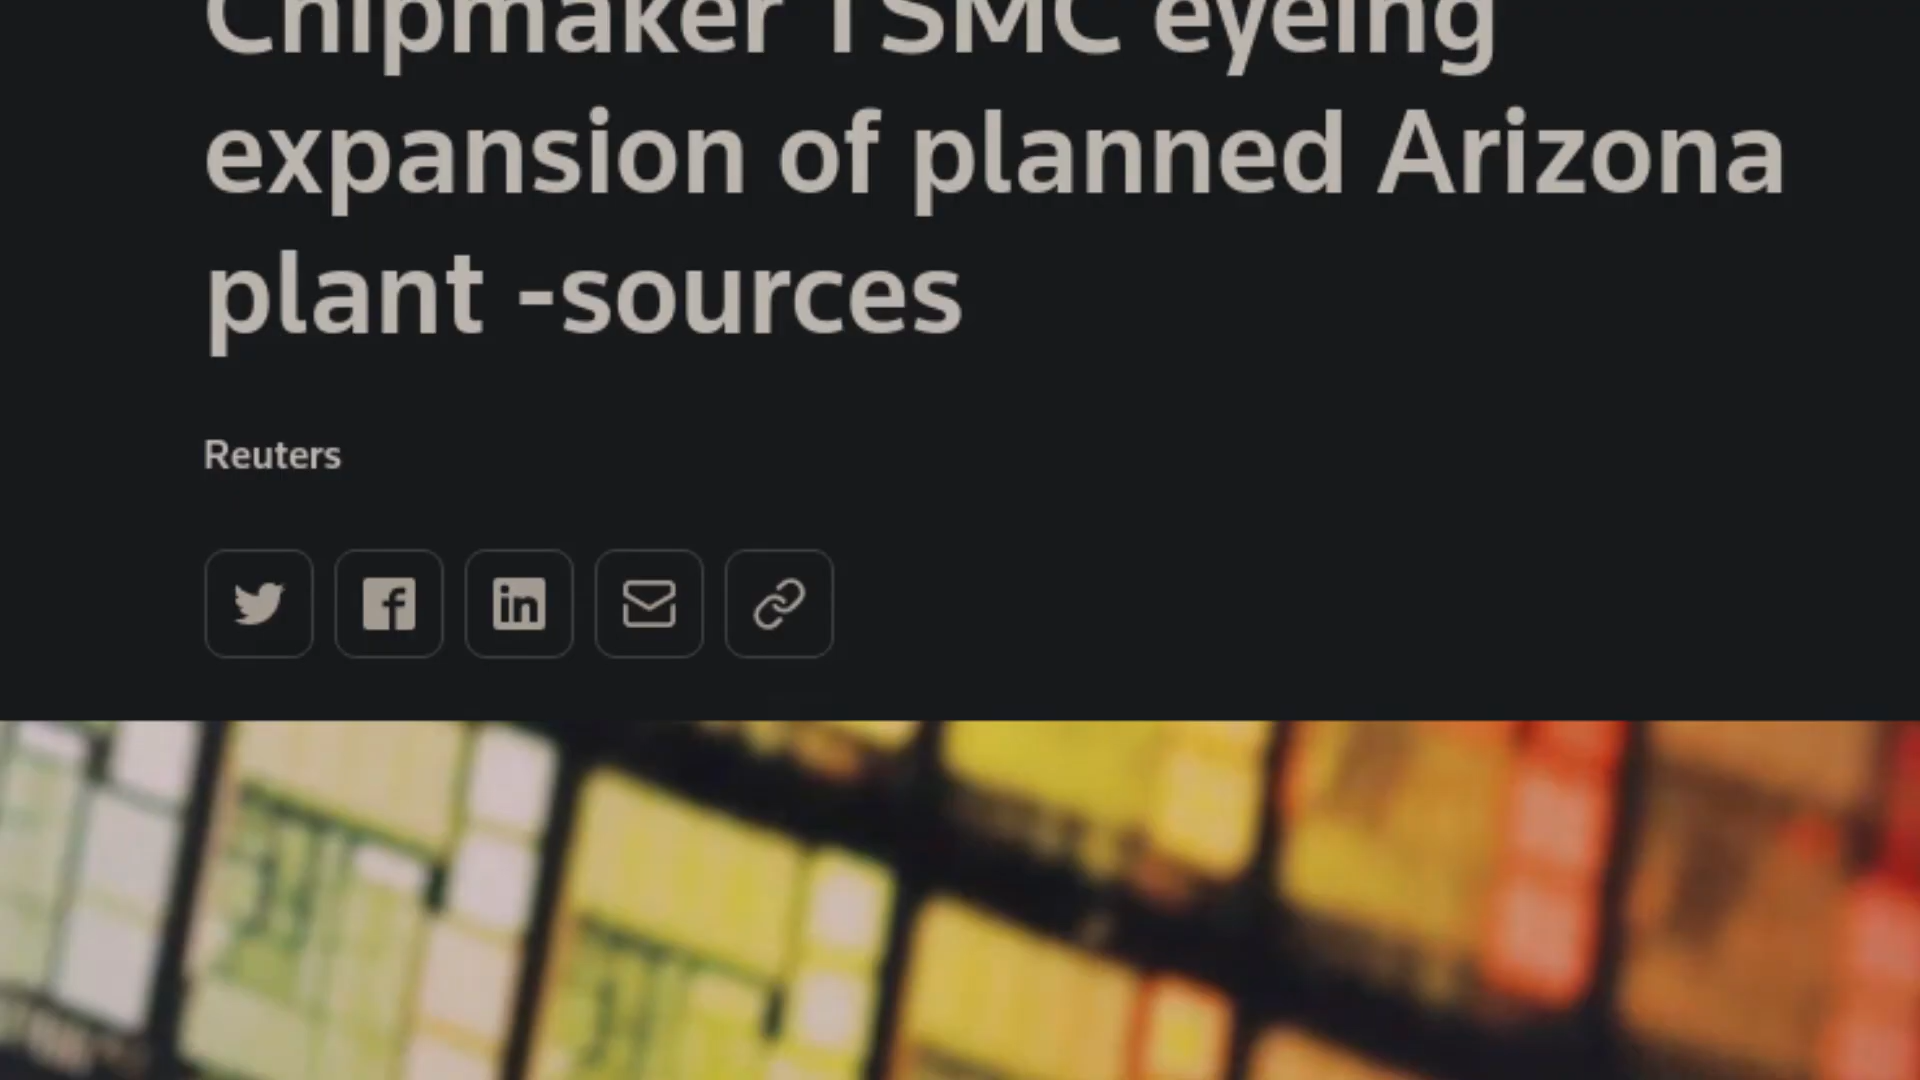 Chipmaker TSMC eyeing
expansion of planned Arizona
plant -sources
Reuters